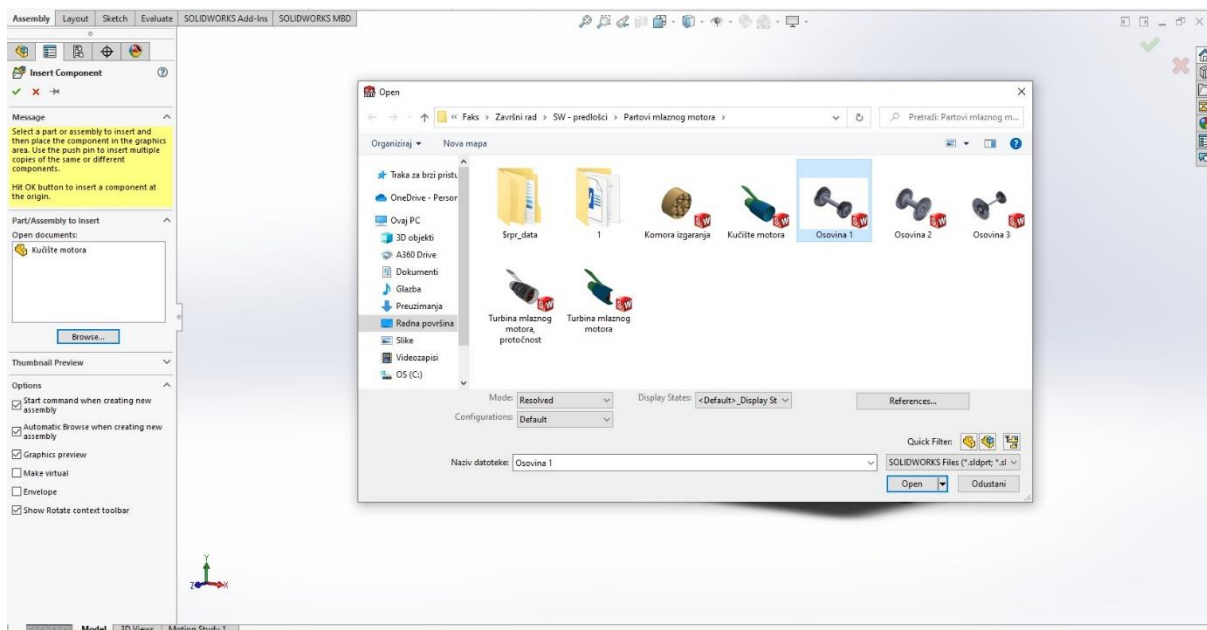 Assembly Layout Sketch Evaluate SOLIDWORKS Add-Ins SOLIDWORKS MBD
Insert Component
Message
Select a part or assembly to insert and
then place the component in the graphics
area. Use the push pin to insert multiple
copies of the same or different
components.
Hit OK button to insert a component at
the origin.
Part/Assembly to Insert
Open documents:
Kučište motora
Browse...
Thumbnail Preview
Options
Start command when creating new
assembly
Automatic Browse when creating new
assembly
Graphics preview
Make virtual
Envelope
Show Rotate context toolbar
Open
« Faks > Završni rad > SW - predlošci > Partovi mlaznog motora >
Pretraži: Partovi mlaznog m...
Organiziraj Nova mapa
Traka za brzi pristu
OneDrive - Person
Ovaj PC
3D objekti
A360 Drive
Dokumenti
Glazba
Preuzimanja
Radna površina
Slike
Videozapisi
OS (C:)
$rpr_data
1
Komora izgaranja
Kučište motora
Osovina 1
Osovina 2
Osovina 3
Turbina mlaznog
motora,
protočnost
Turbina mlaznog
motora
Mode: Resolved
Display States: <Default>_Display St
References...
Configurations: Default
Quick Filter:
Naziv datoteke: Osovina 1
SOLIDWORKS Files (*.sldprt; *.sl
Open
Odustani
Y
Z X
Model 3D Views Motion Study 1